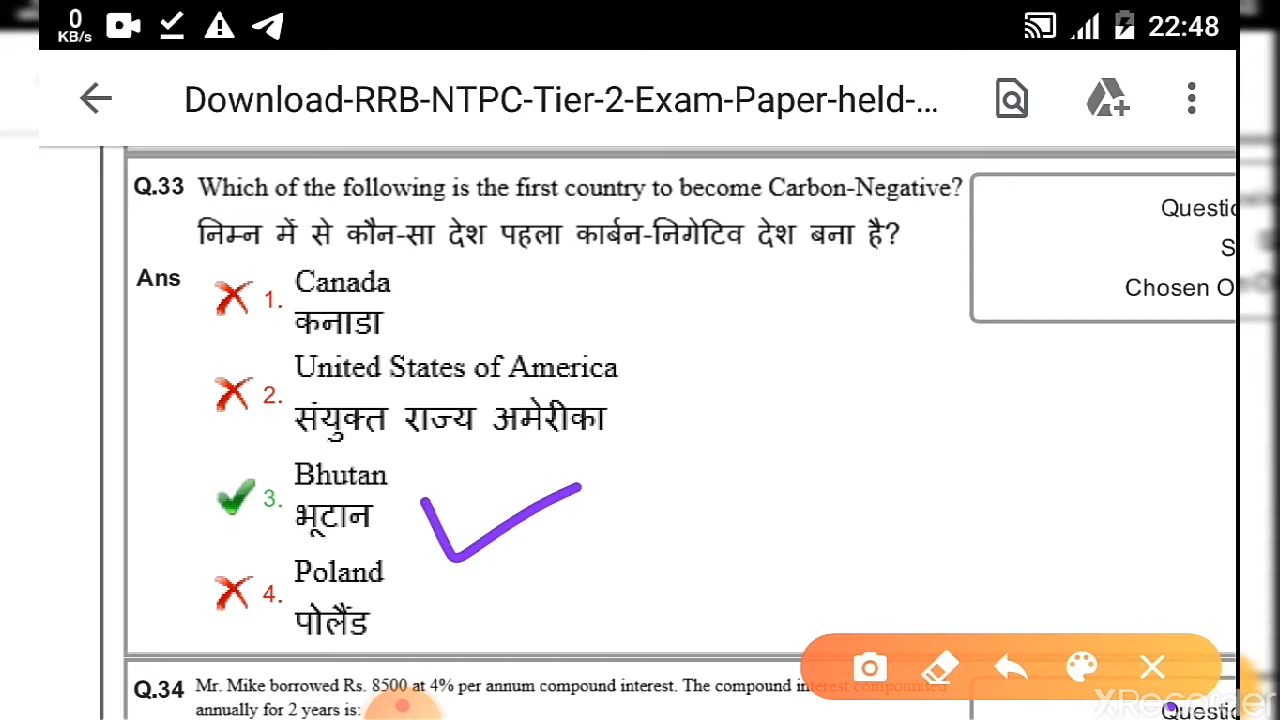 0
KB/s
22:48
Download-RRB-NTPC-Tier-2-Exam-Paper-held-...
Q.33 Which of the following is the first country to become Carbon-Negative?
निम्न में से कौन-सा देश पहला कार्बन-निगेटिव देश बना है?
Ans
1. Canada
कनाडा
2. United States of America
संयुक्त राज्य अमेरीका
3. Bhutan
भूटान
4. Poland
पोलैंड
Chosen O
Q.34 Mr. Mike borrowed Rs. 8500 at 4% per annum compound interest. The compound interest compounded
annually for 2 years is:
XRecorder